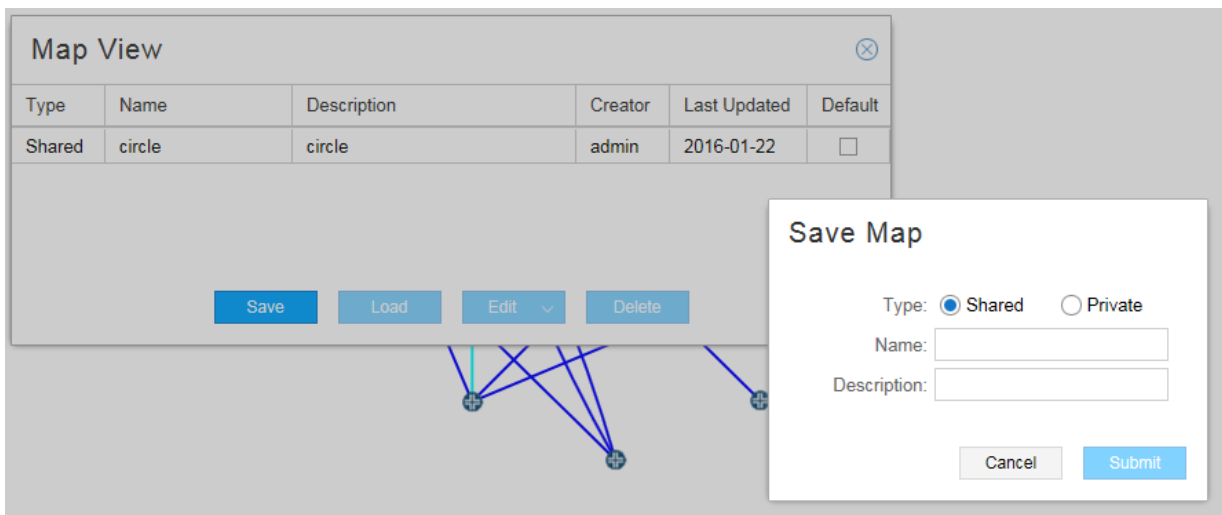 Map View
Type Name Description Creator Last Updated Default
Shared circle circle admin 2016-01-22
Save Load Edit Delete
Save Map
Type: Shared Private
Name:
Description:
Cancel Submit